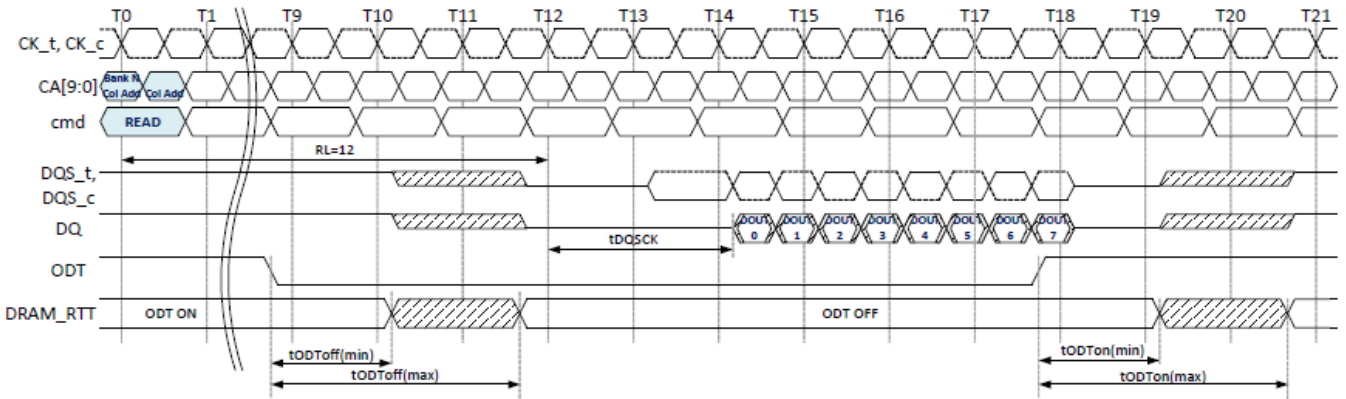 T0 T1 T9 T10 T11 T12 T13 T14 T15 T16 T17 T18 T19 T20 T21
CK_t, CK_c
CA[9:0]
Bank N
Col Add Col Add
cmd
READ
RL=12
DQS_t,
DQS_c
DQ
DOUT DOUT DOUT DOUT DOUT DOUT DOUT DOUT
0 1 2 3 4 5 6 7
tDQSCK
ODT
DRAM_RTT
ODT ON
ODT OFF
tODToff(min)
tODToff(max)
tODTon(min)
tODTon(max)